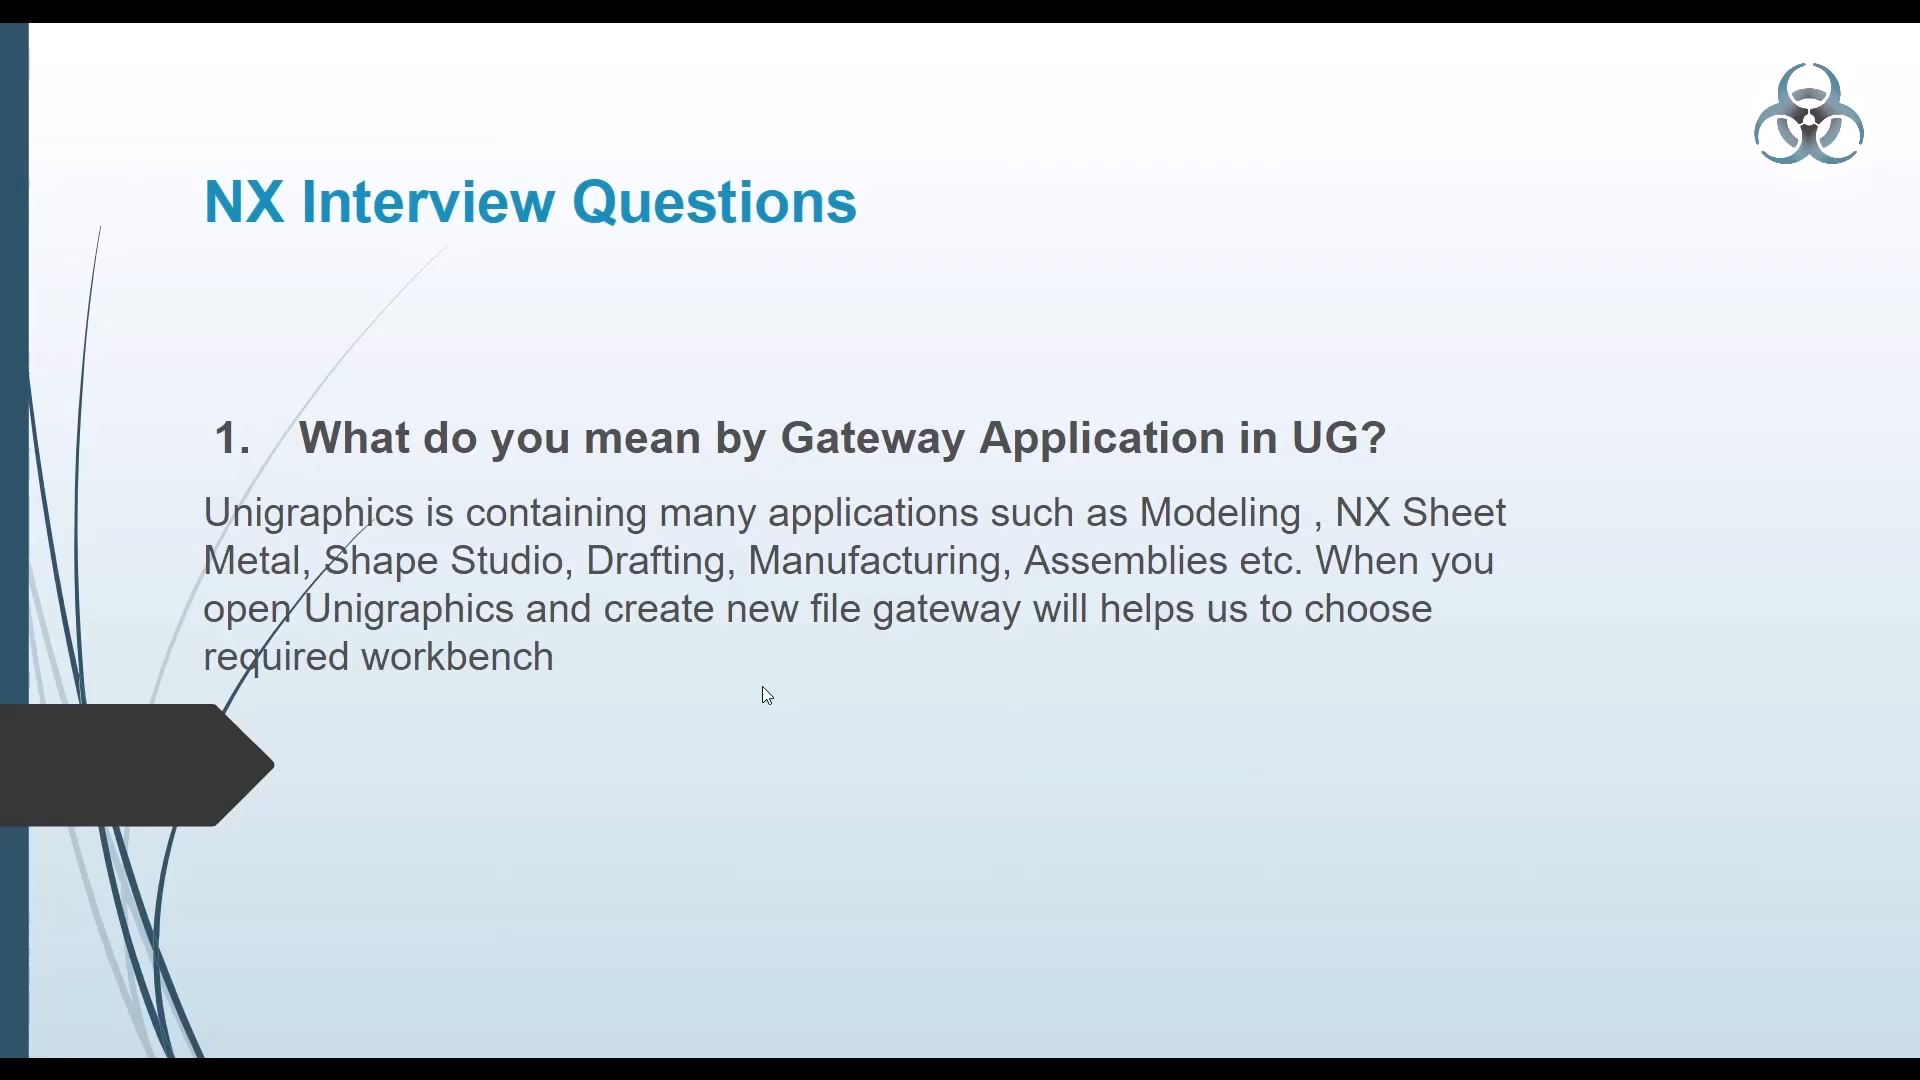 NX Interview Questions
1. What do you mean by Gateway Application in UG?
Unigraphics is containing many applications such as Modeling , NX Sheet
Metal, Shape Studio, Drafting, Manufacturing, Assemblies etc. When you
open Unigraphics and create new file gateway will helps us to choose
required workbench